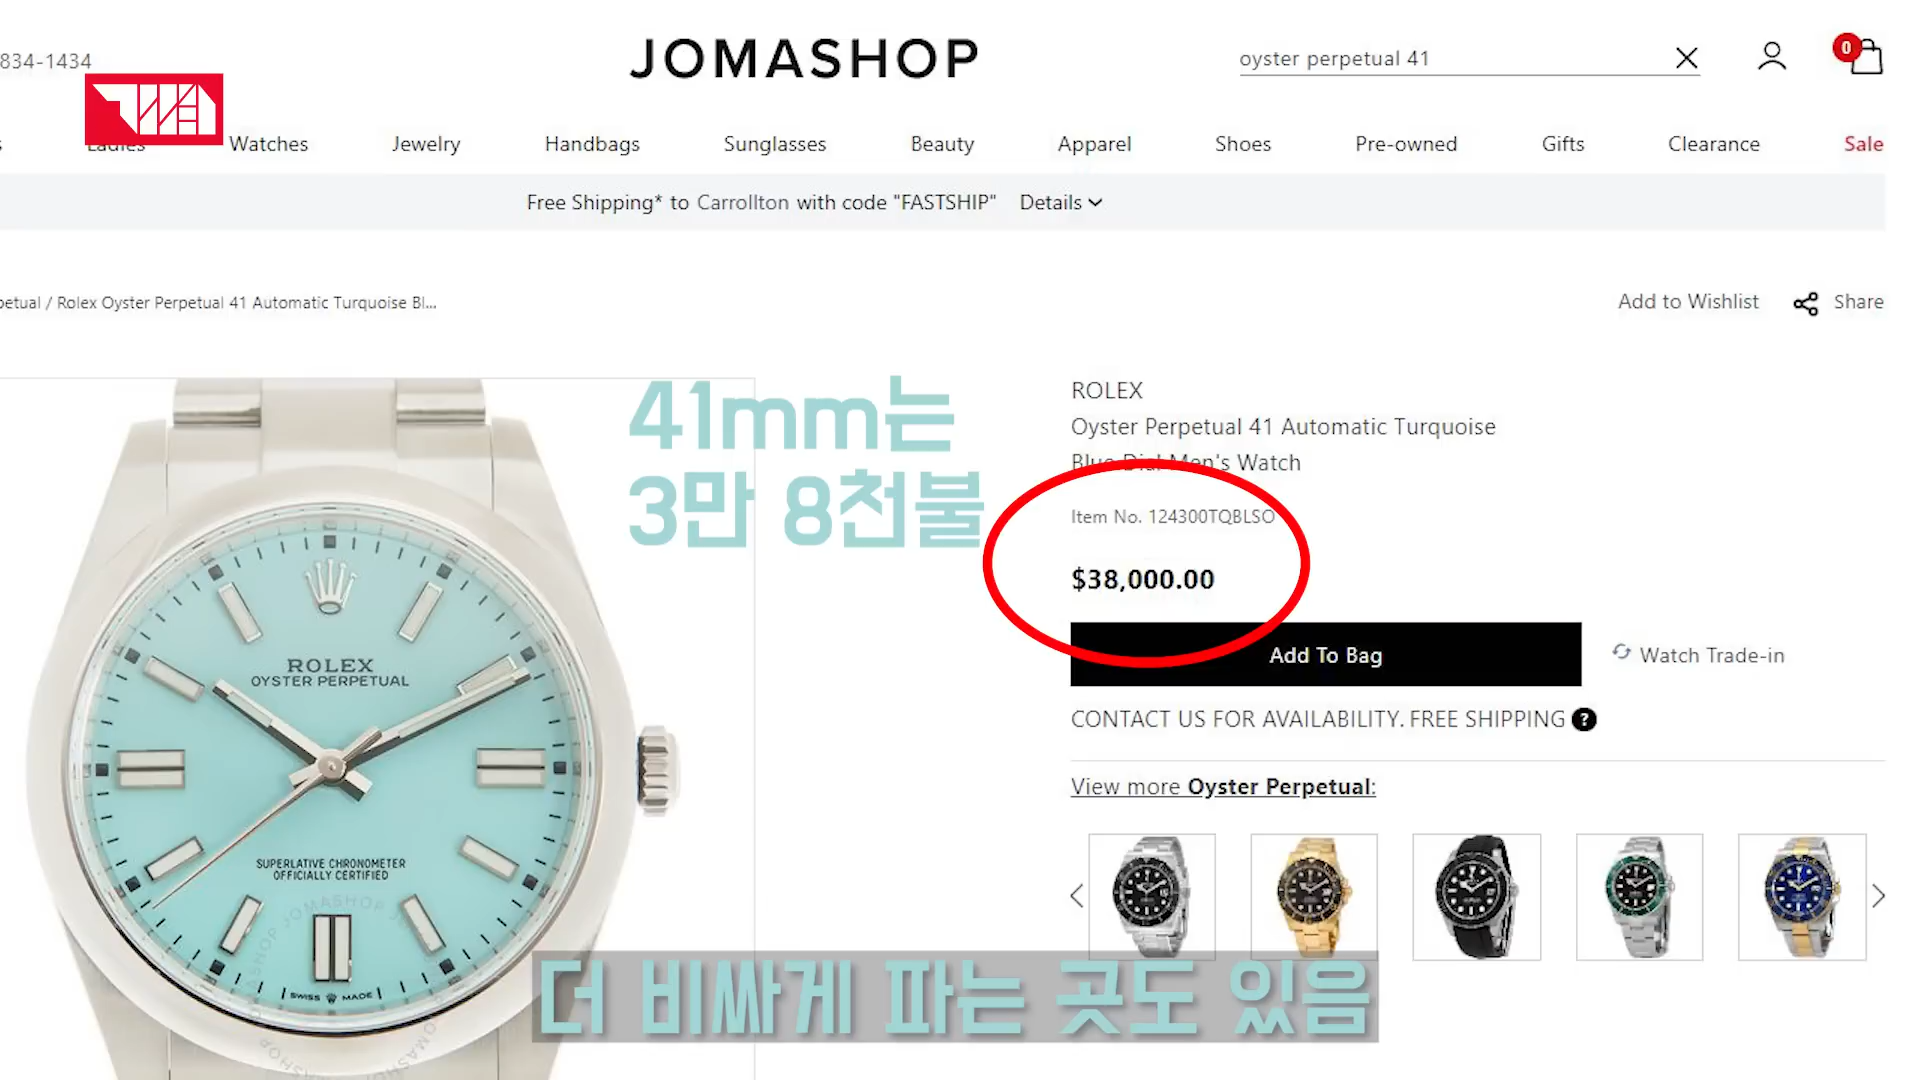 834-1434
JOMASHOP
oyster perpetual 41
0
Ladies
Watches
Jewelry
Handbags
Sunglasses
Beauty
Apparel
Shoes
Pre-owned
Gifts
Clearance
Sale
Free Shipping* to Carrollton with code "FASTSHIP" Details
petual / Rolex Oyster Perpetual 41 Automatic Turquoise Bl...
Add to Wishlist
Share
41mm는
3만 8천불
ROLEX
Oyster Perpetual 41 Automatic Turquoise
Blue Dial Men's Watch
Item No. 124300TQBLSO
$38,000.00
Add To Bag
Watch Trade-in
CONTACT US FOR AVAILABILITY. FREE SHIPPING ?
View more Oyster Perpetual:
ROLEX
OYSTER PERPETUAL
SUPERLATIVE CHRONOMETER
OFFICIALLY CERTIFIED
JOMASHOP
SWISS MADE
더 비싸게 파는 곳도 있음